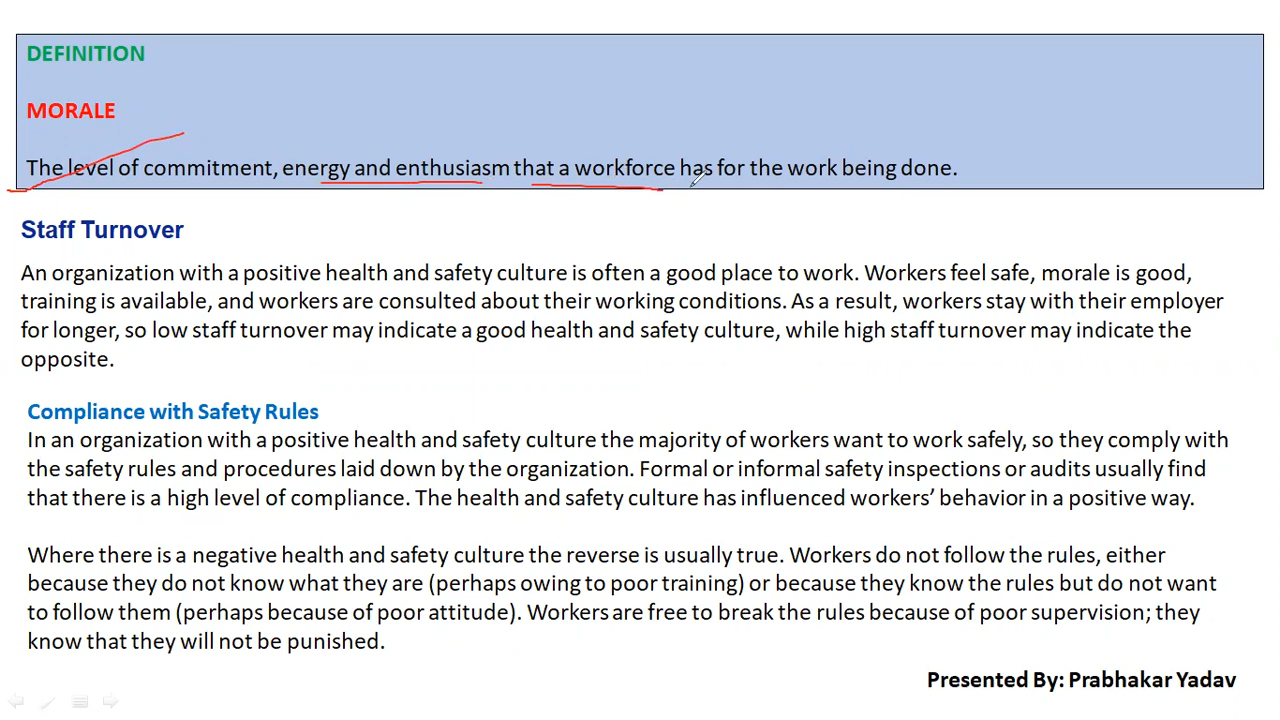 DEFINITION
MORALE
The level of commitment, energy and enthusiasm that a workforce has for the work being done.
Staff Turnover
An organization with a positive health and safety culture is often a good place to work. Workers feel safe, morale is good,
training is available, and workers are consulted about their working conditions. As a result, workers stay with their employer
for longer, so low staff turnover may indicate a good health and safety culture, while high staff turnover may indicate the
opposite.
Compliance with Safety Rules
In an organization with a positive health and safety culture the majority of workers want to work safely, so they comply with
the safety rules and procedures laid down by the organization. Formal or informal safety inspections or audits usually find
that there is a high level of compliance. The health and safety culture has influenced workers’ behavior in a positive way.
Where there is a negative health and safety culture the reverse is usually true. Workers do not follow the rules, either
because they do not know what they are (perhaps owing to poor training) or because they know the rules but do not want
to follow them (perhaps because of poor attitude). Workers are free to break the rules because of poor supervision; they
know that they will not be punished.
Presented By: Prabhakar Yadav